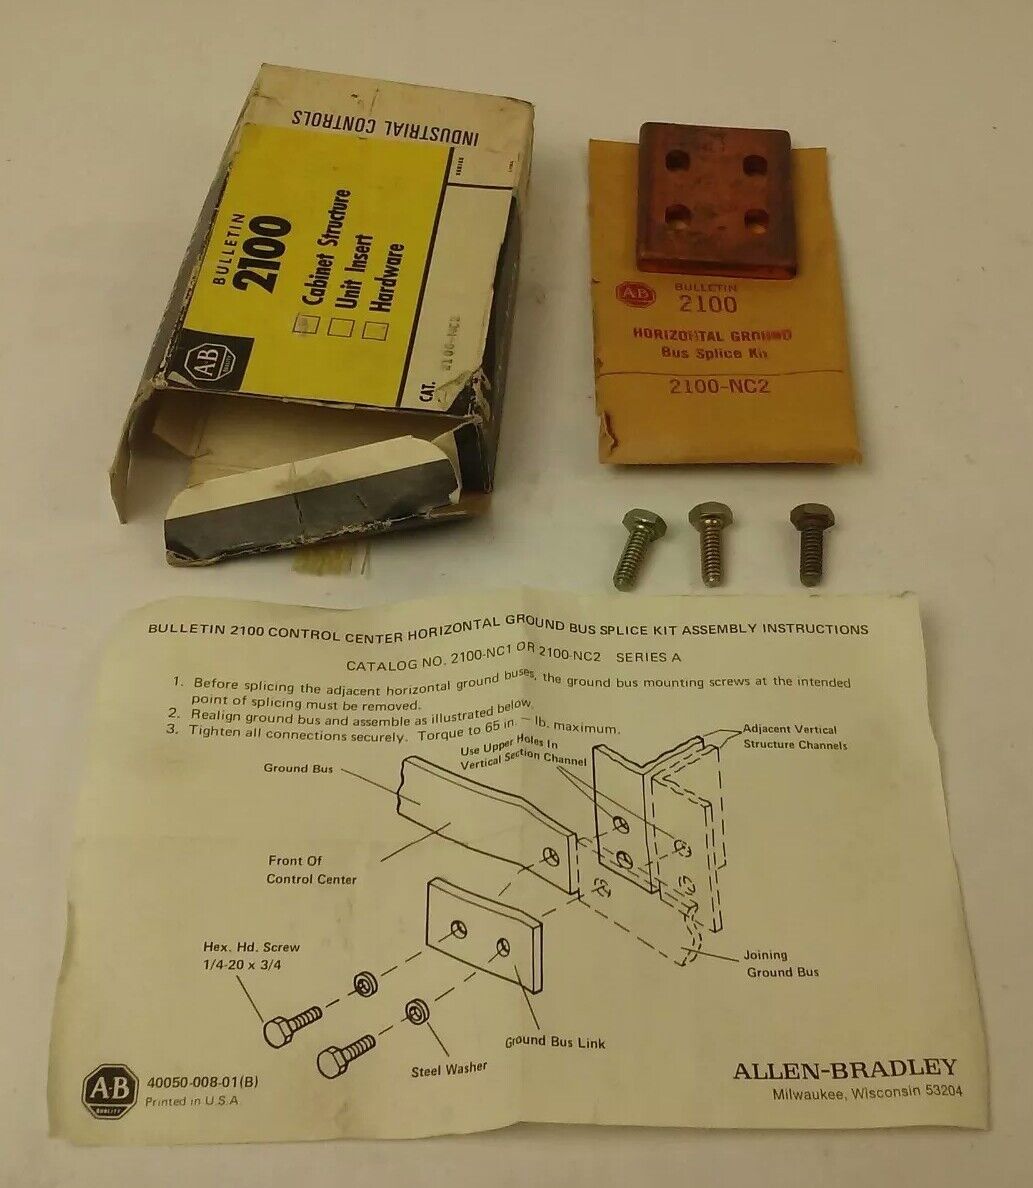 INDUSTRIAL CONTROLS
SERIES
BULLETIN
2100
Cabinet Structure
Unit Insert
Hardware
A-B
QUALITY
CAT. 2100-NC2
A-B
BULLETIN
2100
HORIZONTAL GROUND
Bus Splice Kit
2100-NC2
BULLETIN 2100 CONTROL CENTER HORIZONTAL GROUND BUS SPLICE KIT ASSEMBLY INSTRUCTIONS
CATALOG NO. 2100-NC1 OR 2100-NC2 SERIES A
1. Before splicing the adjacent horizontal ground buses, the ground bus mounting screws at the intended
point of splicing must be removed.
2. Realign ground bus and assemble as illustrated below.
3. Tighten all connections securely. Torque to 65 in. – lb. maximum.
Use Upper Holes In
Vertical Section Channel
Adjacent Vertical
Structure Channels
Ground Bus
Front Of
Control Center
Hex. Hd. Screw
1/4-20 x 3/4
Joining
Ground Bus
Ground Bus Link
Steel Washer
A-B
QUALITY
40050-008-01(B)
Printed in U.S.A.
ALLEN-BRADLEY
Milwaukee, Wisconsin 53204